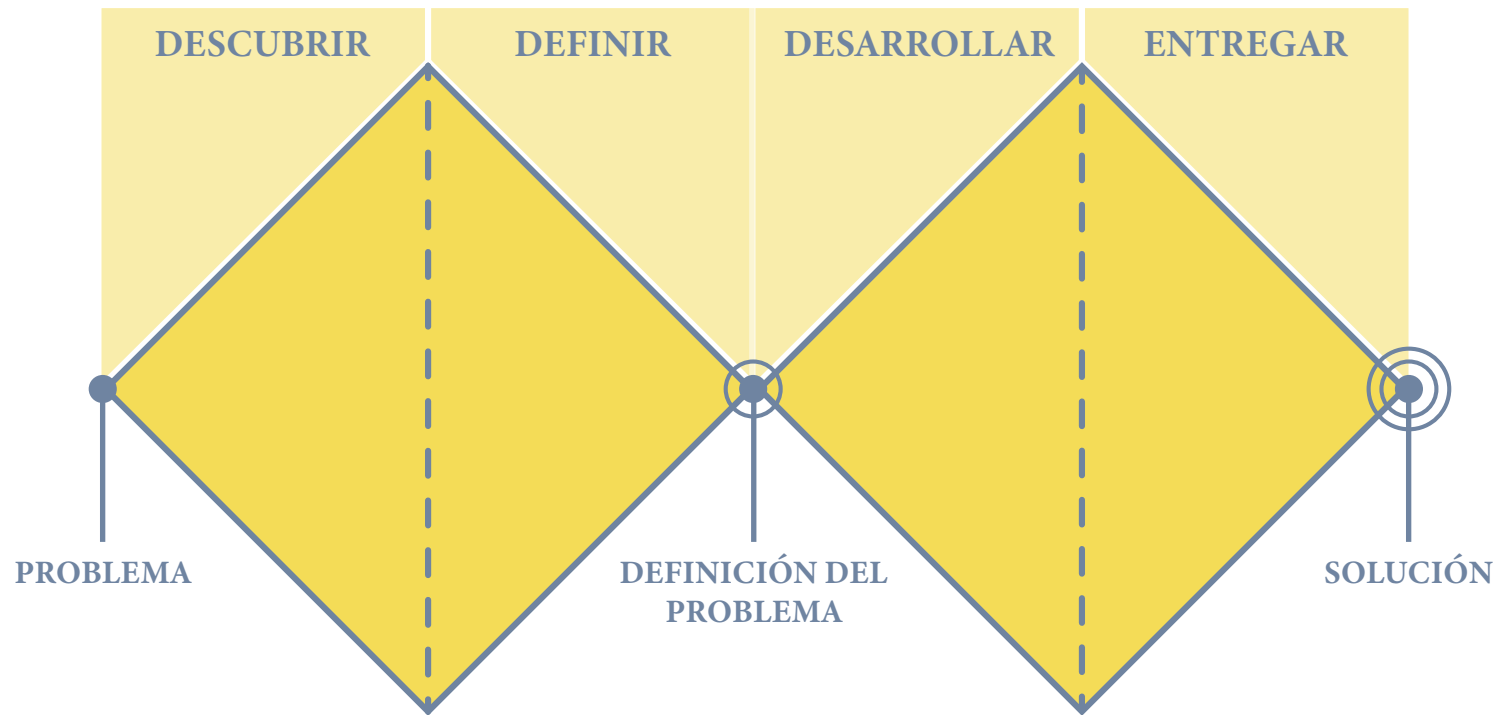 DESCUBRIR
DEFINIR
DESARROLLAR
ENTREGAR
PROBLEMA
DEFINICIÓN DEL
PROBLEMA
SOLUCIÓN